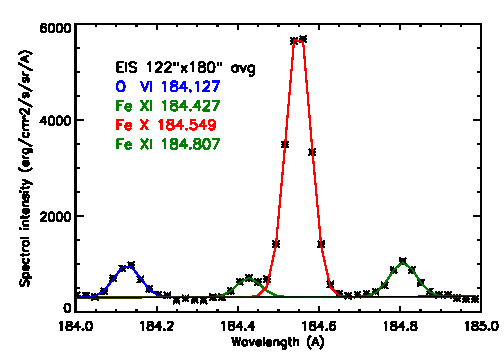 6000
EIS 122"x180" avg
O VI 184.127
Fe XI 184.427
4000
Fe X 184.549
Fe XI 184.807
2000
0
184.0 184.2 184.4 184.6 184.8 185.0
Wavelength (A)
Spectral intensity (erg/cm^2/s/sr/A)